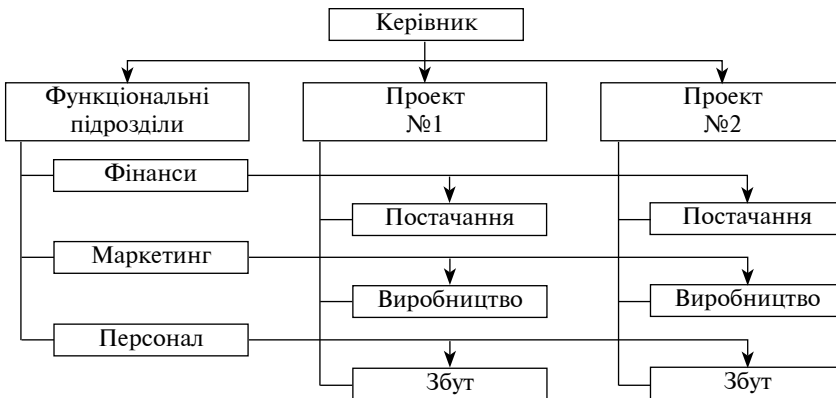 Керівник
Функціональні
підрозділи
Проект
№1
Проект
№2
Фінанси
Постачання
Постачання
Маркетинг
Виробництво
Виробництво
Персонал
Збут
Збут